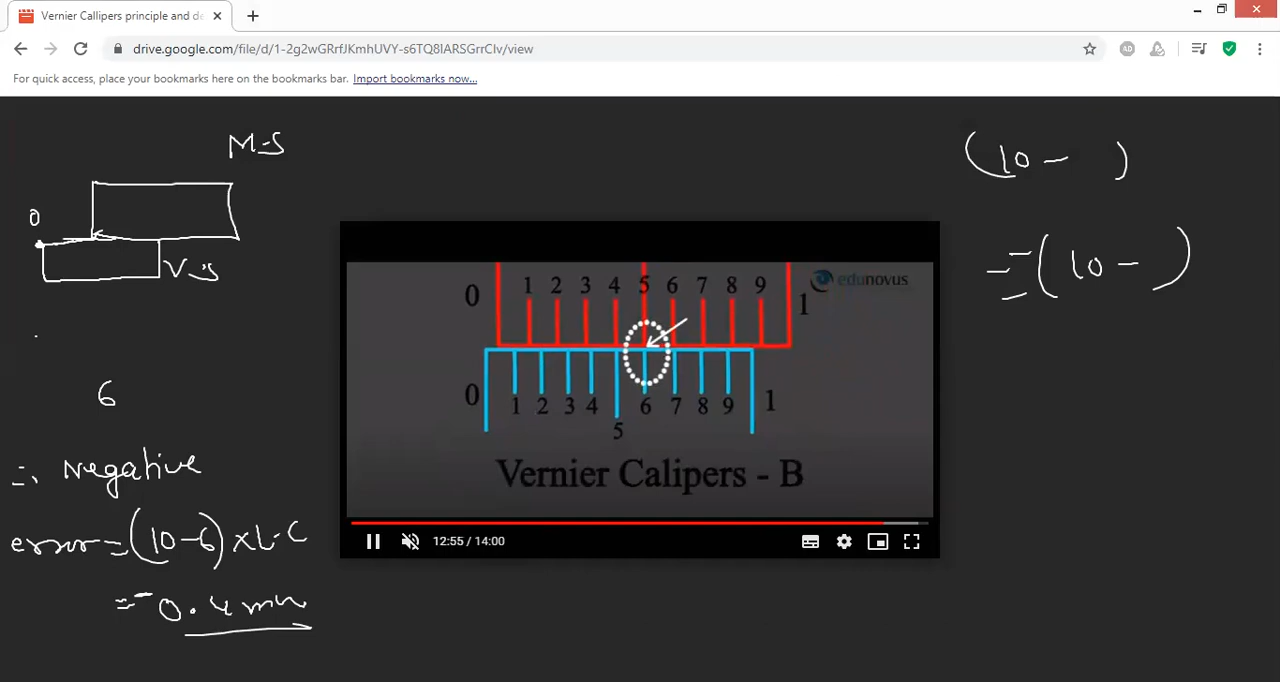 Vernier Callipers principle and de
drive.google.com/file/d/1-2g2wGRrfJKmhUVY-s6TQ8lARSGrrClv/view
For quick access, place your bookmarks here on the bookmarks bar. Import bookmarks now...
M-S
0
V-S
6
∴ Negative
error = (10-6) x L-C
= -0.4mm
0 1 2 3 4 5 6 7 8 9 1
edunovus
0 1 2 3 4 5 6 7 8 9 1
Vernier Calipers - B
12:55 / 14:00
(10 - )
= (10 - )